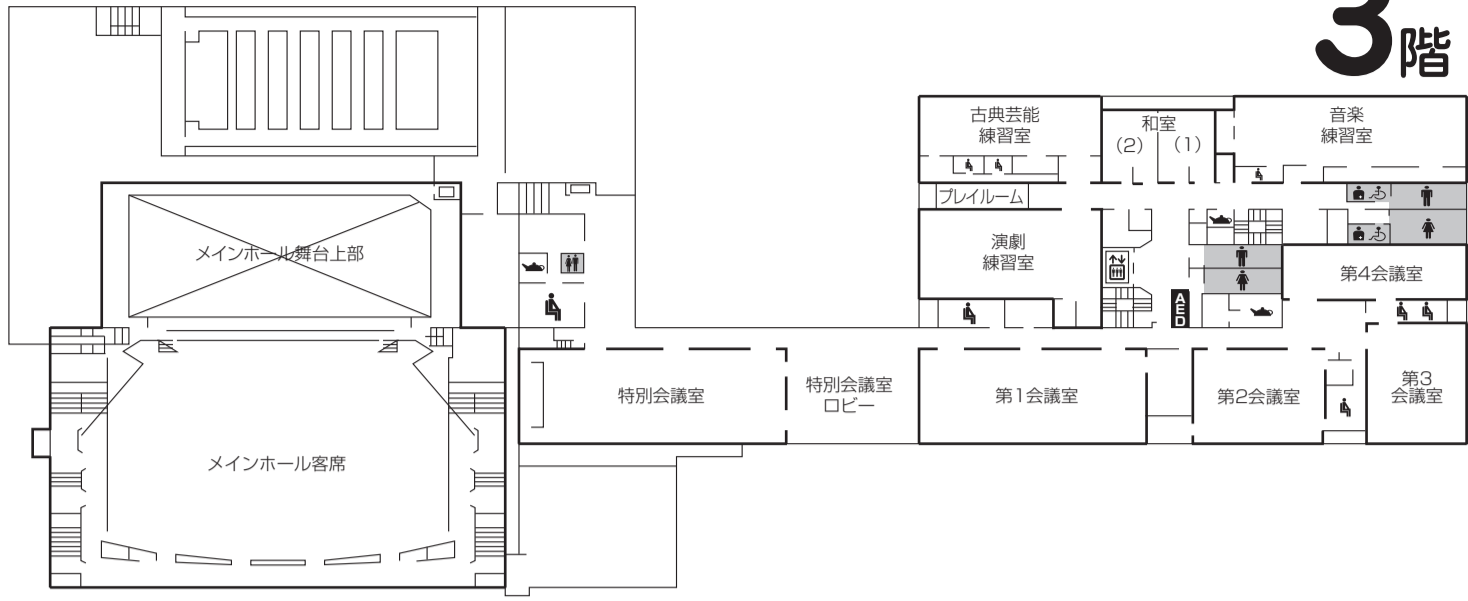 3階
古典芸能
練習室
和室
(2)
(1)
音楽
練習室
プレイルーム
演劇
練習室
メインホール舞台上部
第4会議室
AED
特別会議室
特別会議室
ロビー
第1会議室
第2会議室
第3
会議室
メインホール客席